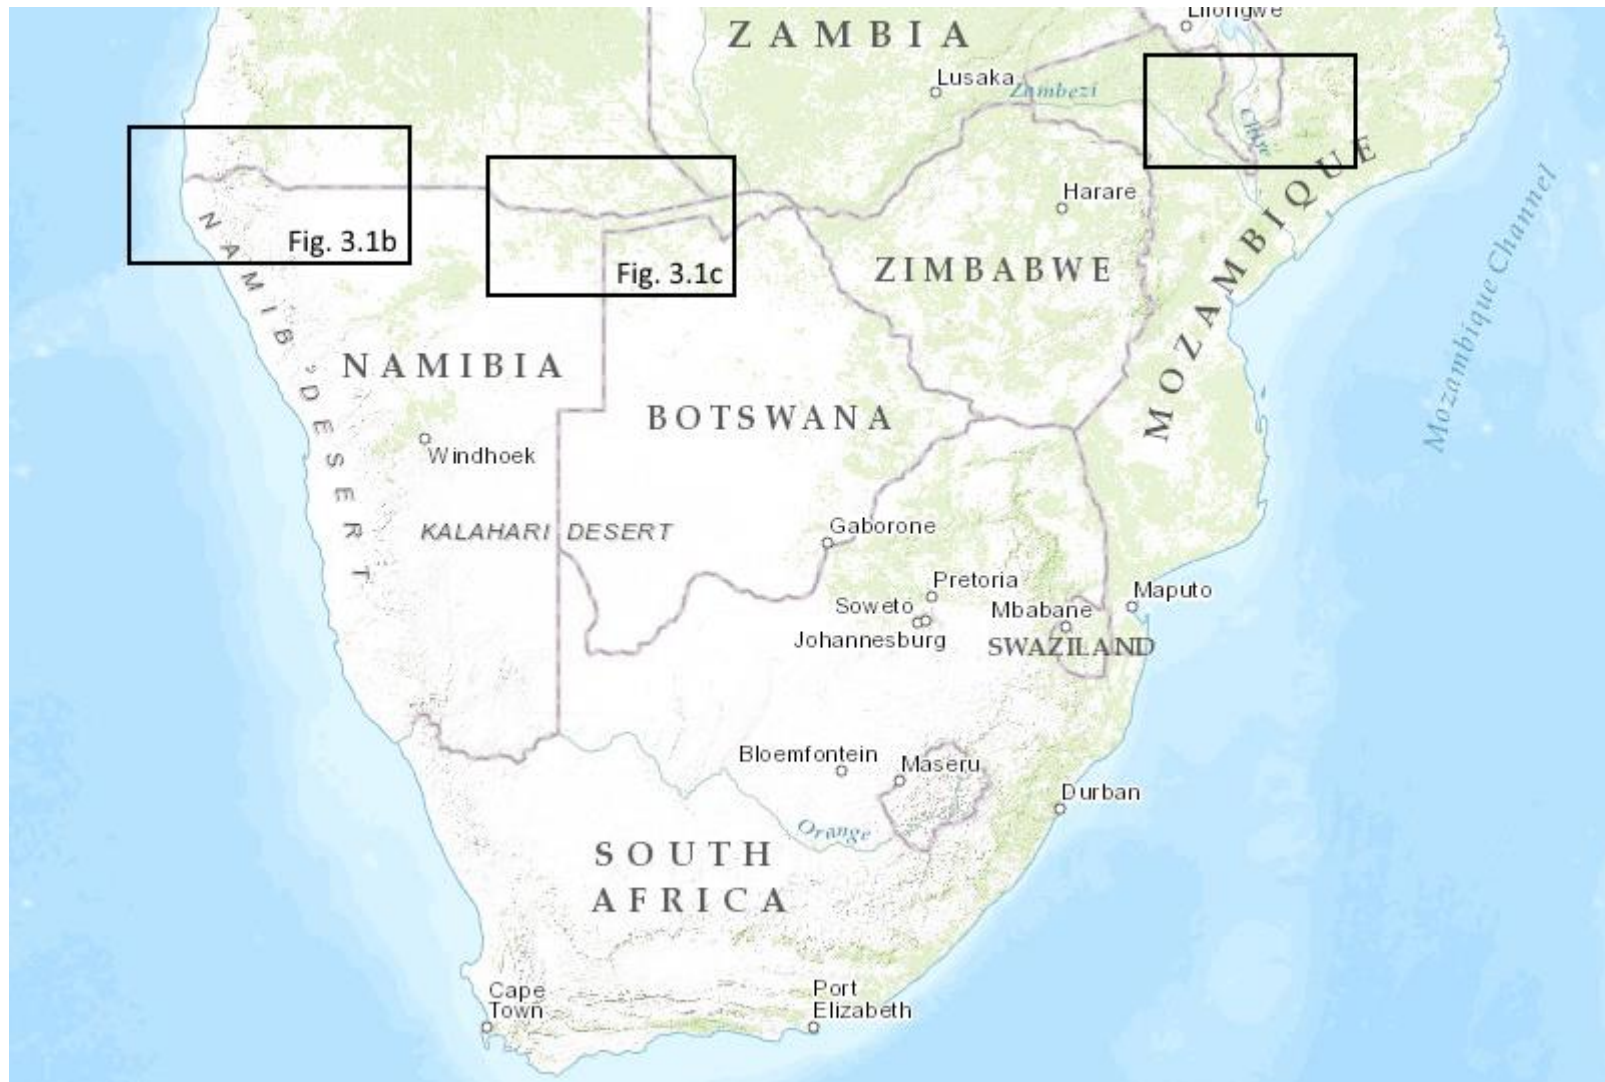 Lilongwe
ZAMBIA
Lusaka
Zambezi
Chire
Harare
MOZAMBIQUE
Mozambique Channel
NAMIB DESERT
Fig. 3.1b
Fig. 3.1c
ZIMBABWE
NAMIBIA
BOTSWANA
Windhoek
KALAHARI DESERT
Gaborone
Pretoria
Soweto
Johannesburg
Mbabane
Maputo
SWAZILAND
Bloemfontein
Maseru
Durban
Orange
SOUTH
AFRICA
Cape
Town
Port
Elizabeth